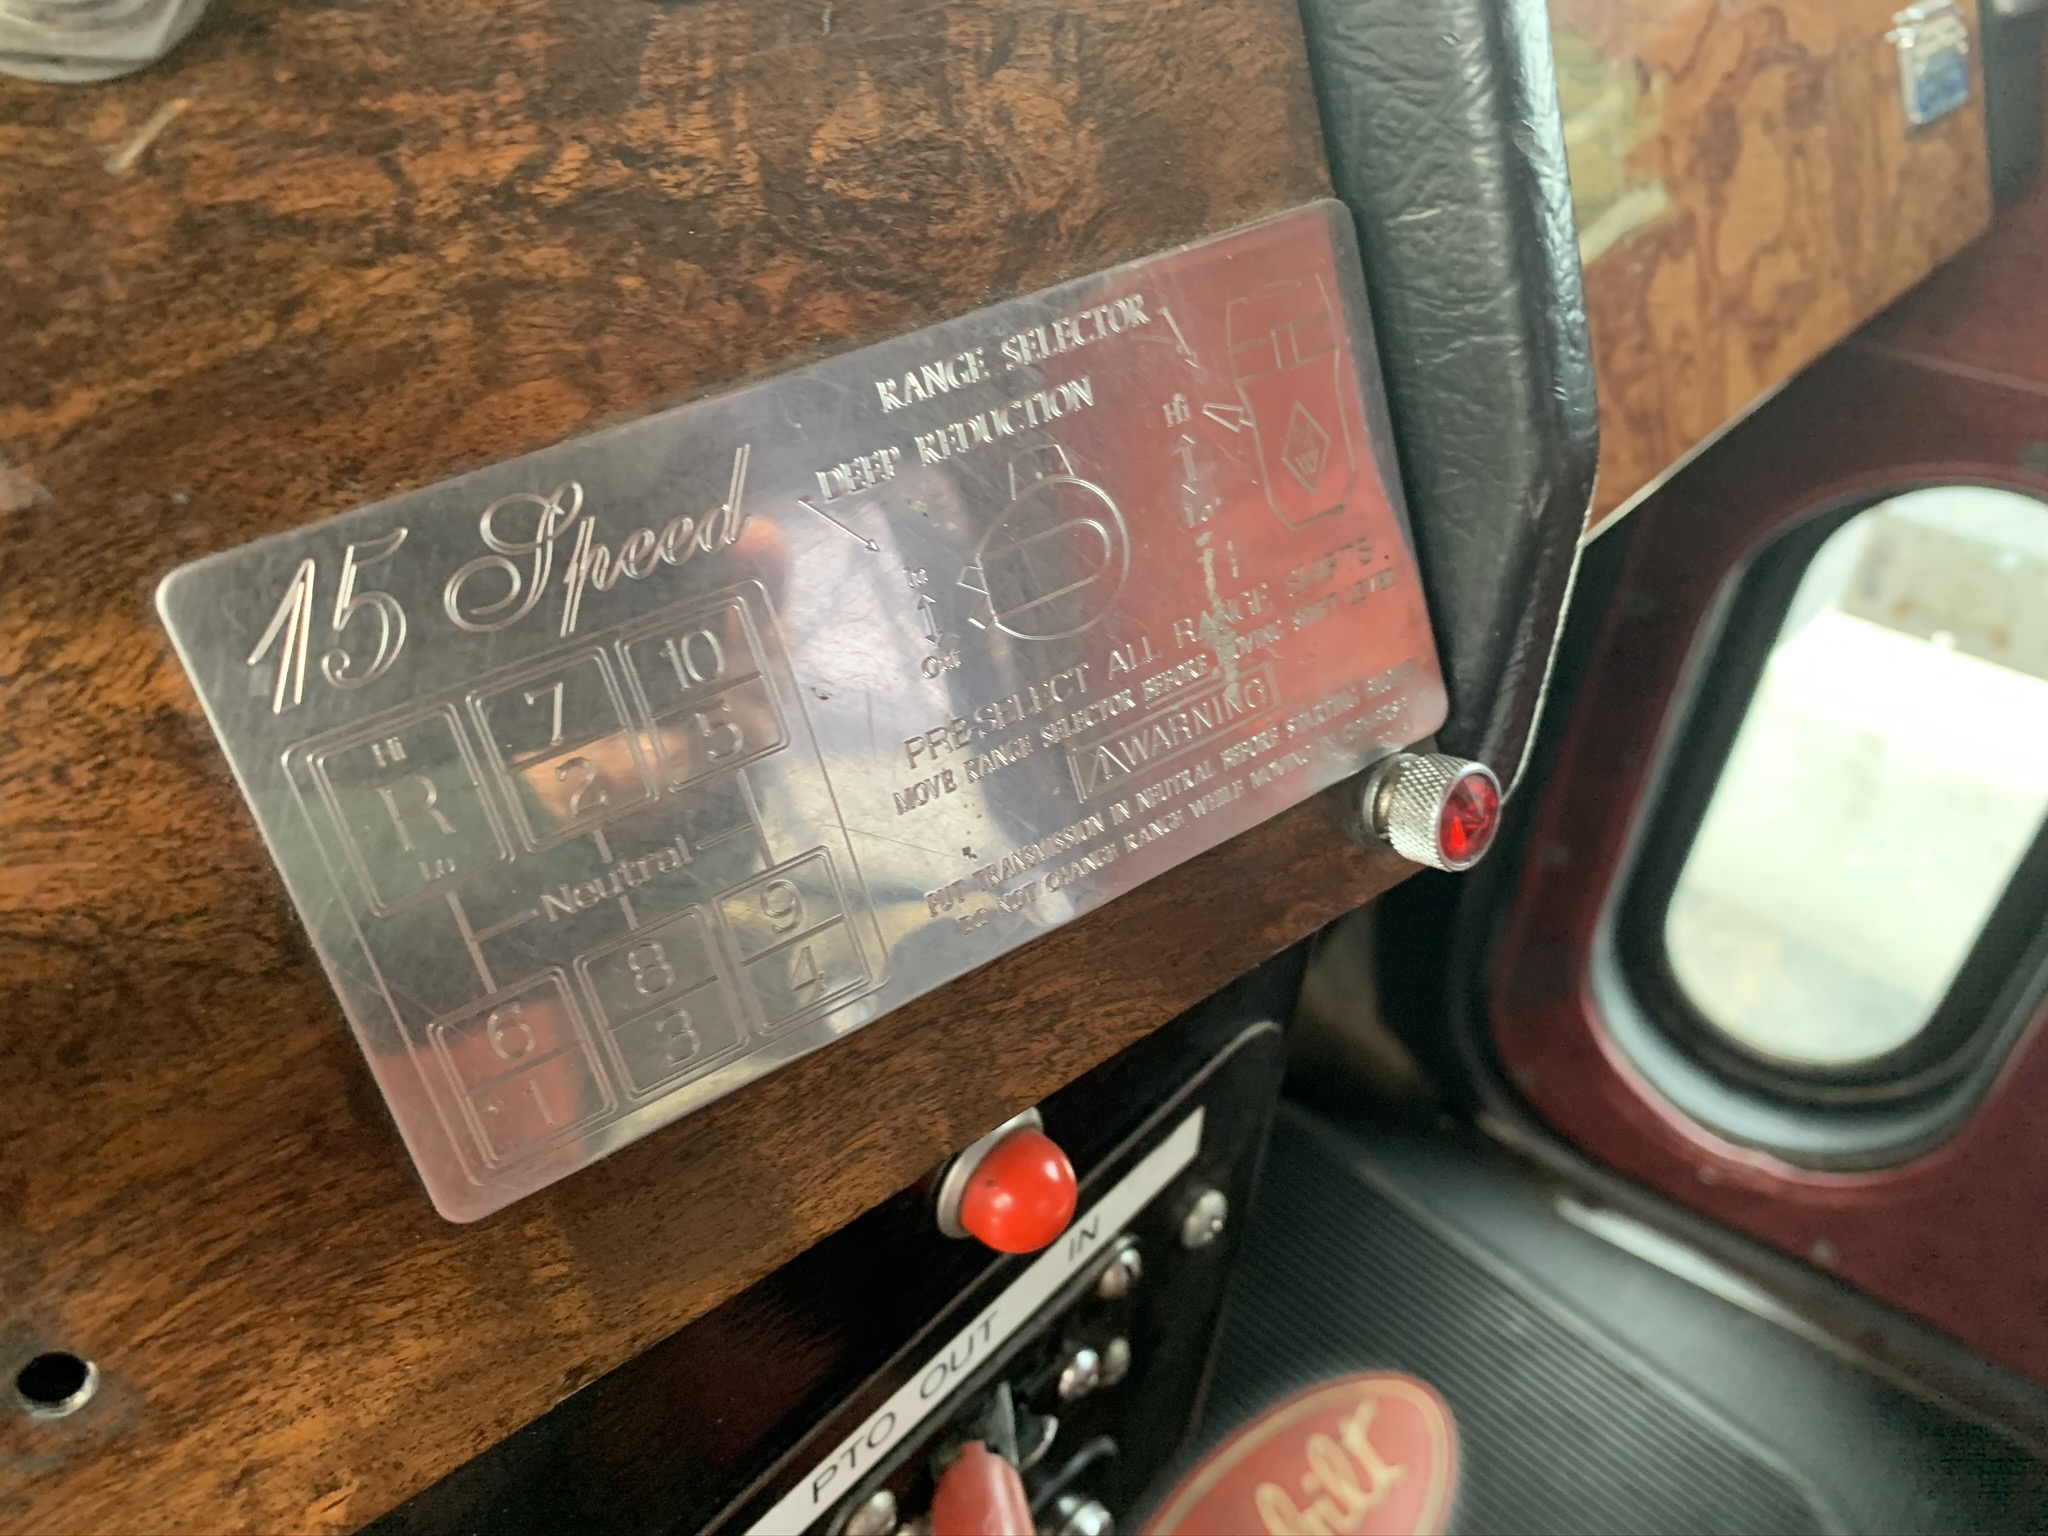 15 Speed
RANGE SELECTOR
DEEP REDUCTION
Hi
Lo
In
Out
Hi
R
Lo
7
2
10
5
Neutral
6
1
8
3
9
4
PRE-SELECT ALL RANGE SHIFTS
MOVE RANGE SELECTOR BEFORE MOVING SHIFT LEVER
WARNING
PUT TRANSMISSION IN NEUTRAL BEFORE STARTING
DO NOT CHANGE RANGE WHILE MOVING IN REVERSE
PTO OUT IN